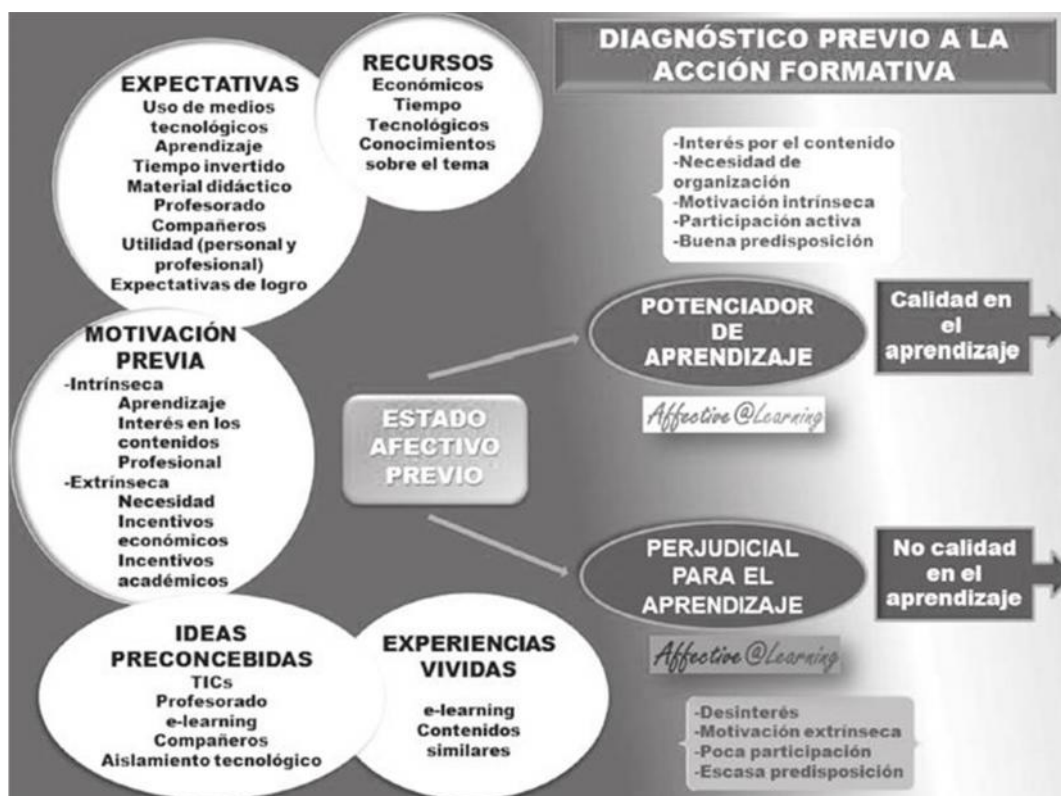 EXPECTATIVAS
Uso de medios
tecnológicos
Aprendizaje
Tiempo invertido
Material didáctico
Profesorado
Compañeros
Utilidad (personal y
profesional)
Expectativas de logro
RECURSOS
Económicos
Tiempo
Tecnológicos
Conocimientos
sobre el tema
DIAGNÓSTICO PREVIO A LA
ACCIÓN FORMATIVA
-Interés por el contenido
-Necesidad de
organización
-Motivación intrínseca
-Participación activa
-Buena predisposición
MOTIVACIÓN
PREVIA
-Intrínseca
Aprendizaje
Interés en los
contenidos
Profesional
-Extrínseca
Necesidad
Incentivos
económicos
Incentivos
académicos
ESTADO
AFECTIVO
PREVIO
POTENCIADOR
DE
APRENDIZAJE
Calidad en
el
aprendizaje
Affective @Learning
PERJUDICIAL
PARA EL
APRENDIZAJE
No calidad
en el
aprendizaje
Affective @Learning
IDEAS
PRECONCEBIDAS
TICs
Profesorado
e-learning
Compañeros
Aislamiento tecnológico
EXPERIENCIAS
VIVIDAS
e-learning
Contenidos
similares
-Desinterés
-Motivación extrínseca
-Poca participación
-Escasa predisposición